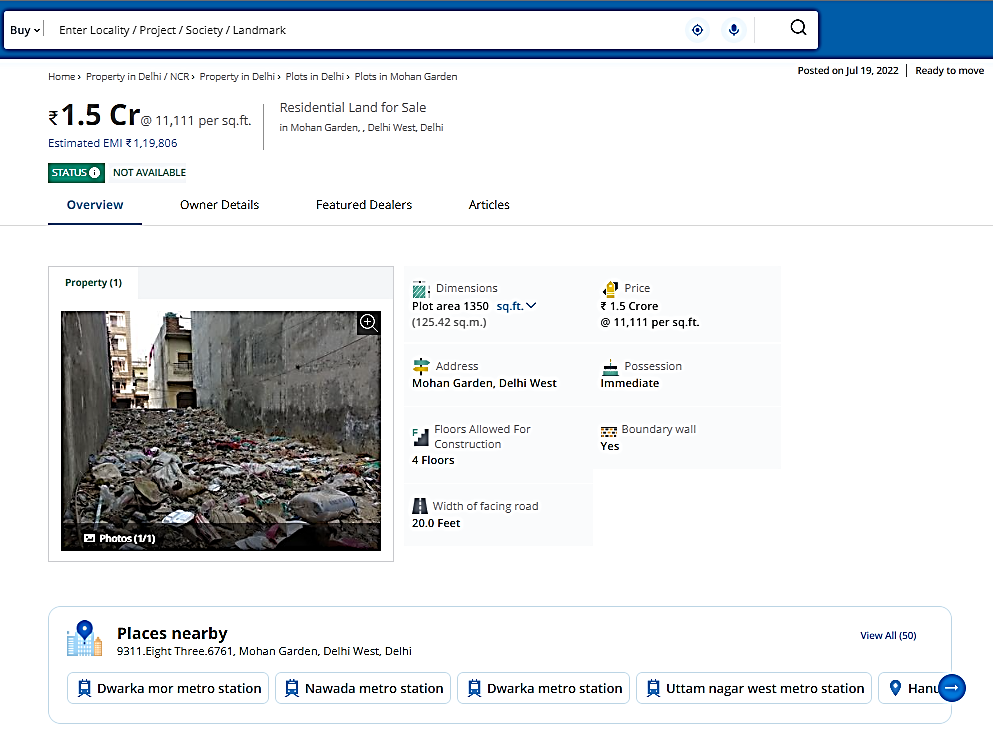 Buy
Enter Locality / Project / Society / Landmark
Home › Property in Delhi / NCR › Property in Delhi › Plots in Delhi › Plots in Mohan Garden
Posted on Jul 19, 2022 | Ready to move
₹1.5 Cr@ 11,111 per sq.ft.
Estimated EMI ₹1,19,806
Residential Land for Sale
in Mohan Garden, , Delhi West, Delhi
STATUS i NOT AVAILABLE
Overview
Owner Details
Featured Dealers
Articles
Property (1)
Photos (1/1)
Dimensions
Plot area 1350 sq.ft.
(125.42 sq.m.)
Price
₹ 1.5 Crore
@ 11,111 per sq.ft.
Address
Mohan Garden, Delhi West
Possession
Immediate
Floors Allowed For
Construction
4 Floors
Boundary wall
Yes
Width of facing road
20.0 Feet
Places nearby
9311.Eight Three.6761, Mohan Garden, Delhi West, Delhi
View All (50)
Dwarka mor metro station
Nawada metro station
Dwarka metro station
Uttam nagar west metro station
Hanu